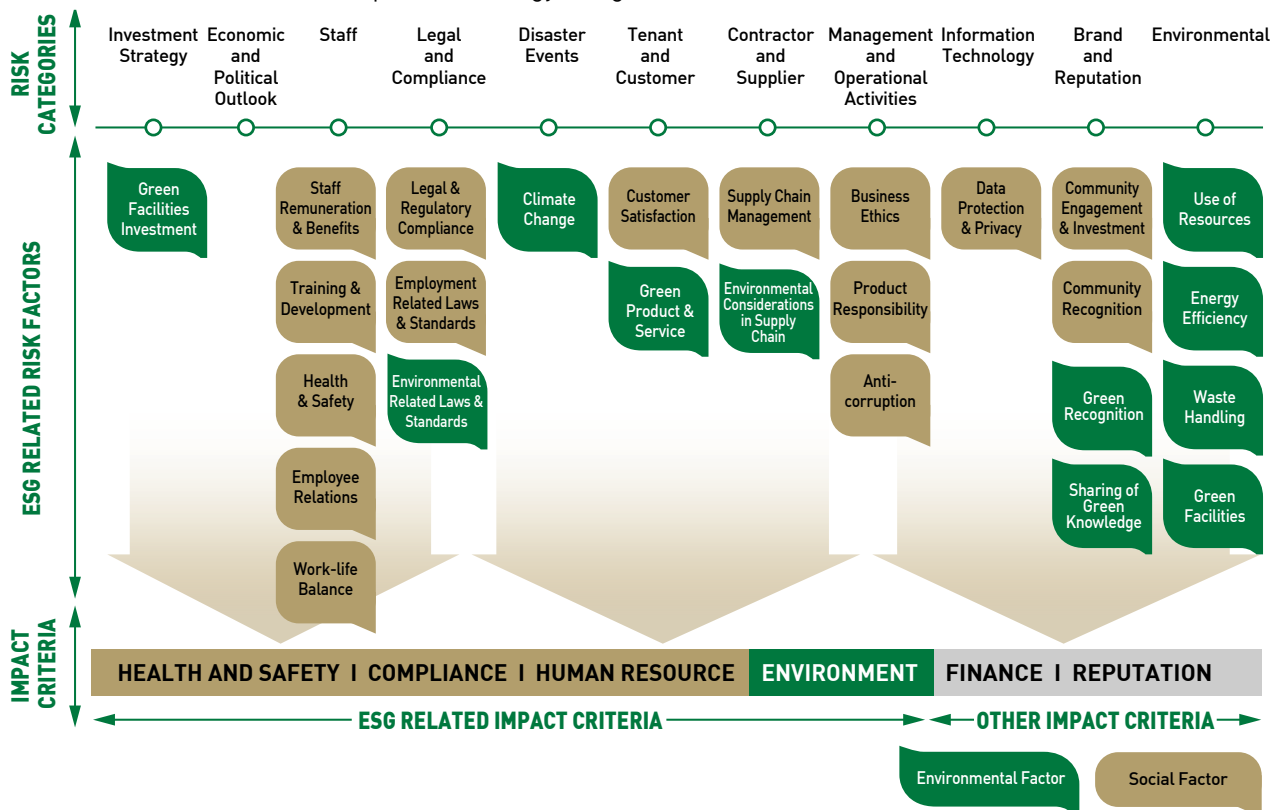 RISK
CATEGORIES
Investment
Strategy
Economic
and
Political
Outlook
Staff
Legal
and
Compliance
Disaster
Events
Tenant
and
Customer
Contractor
and
Supplier
Management
and
Operational
Activities
Information
Technology
Brand
and
Reputation
Environmental
ESG RELATED RISK FACTORS
Green
Facilities
Investment
Staff
Remuneration
& Benefits
Training &
Development
Health
& Safety
Employee
Relations
Work-life
Balance
Legal &
Regulatory
Compliance
Employment
Related Laws
& Standards
Environmental
Related Laws &
Standards
Climate
Change
Customer
Satisfaction
Green
Product &
Service
Supply Chain
Management
Environmental
Considerations
in Supply
Chain
Business
Ethics
Product
Responsibility
Anti-
corruption
Data
Protection
& Privacy
Community
Engagement
& Investment
Community
Recognition
Green
Recognition
Sharing of
Green
Knowledge
Use of
Resources
Energy
Efficiency
Waste
Handling
Green
Facilities
IMPACT
CRITERIA
HEALTH AND SAFETY I COMPLIANCE I HUMAN RESOURCE ENVIRONMENT FINANCE I REPUTATION
ESG RELATED IMPACT CRITERIA OTHER IMPACT CRITERIA
Environmental Factor Social Factor